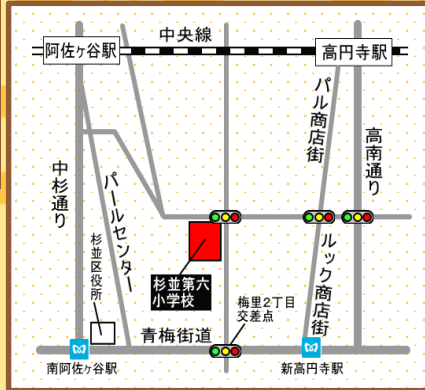 中央線
阿佐ヶ谷駅
高円寺駅
パル商店街
高南通り
中杉通り
パールセンター
杉並区役所
杉並第六
小学校
ルック商店街
梅里2丁目
交差点
青梅街道
南阿佐ヶ谷駅
新高円寺駅